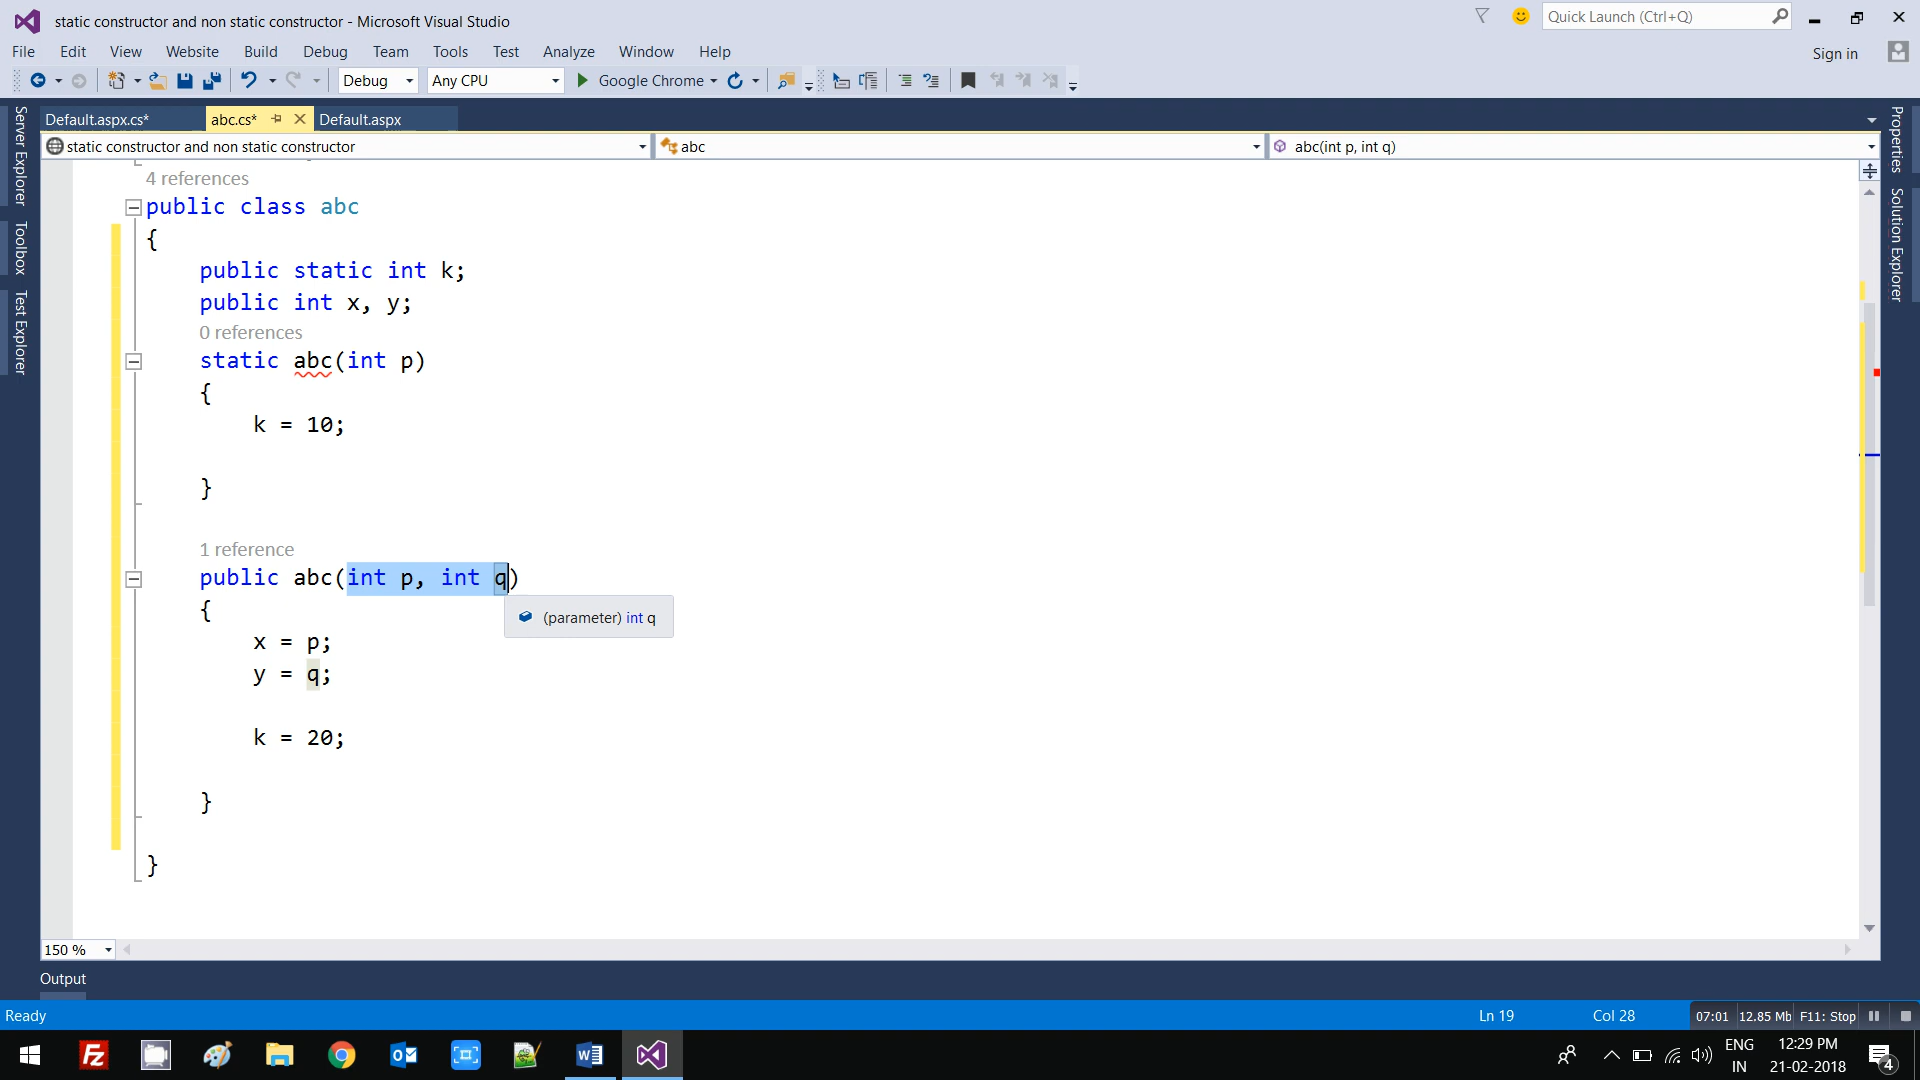 static constructor and non static constructor - Microsoft Visual Studio
Quick Launch (Ctrl+Q)
File Edit View Website Build Debug Team Tools Test Analyze Window Help
Sign in
Debug Any CPU Google Chrome
Default.aspx.cs* abc.cs* Default.aspx
static constructor and non static constructor abc abc(int p, int q)
Server Explorer
Toolbox
Test Explorer
Properties
Solution Explorer
4 references
public class abc
{
public static int k;
public int x, y;
0 references
static abc(int p)
{
k = 10;
}
1 reference
public abc(int p, int q)
{
(parameter) int q
x = p;
y = q;
k = 20;
}
}
150 %
Output
Ready Ln 19 Col 28 07:01 12.85 Mb F11: Stop
ENG
IN
12:29 PM
21-02-2018
4